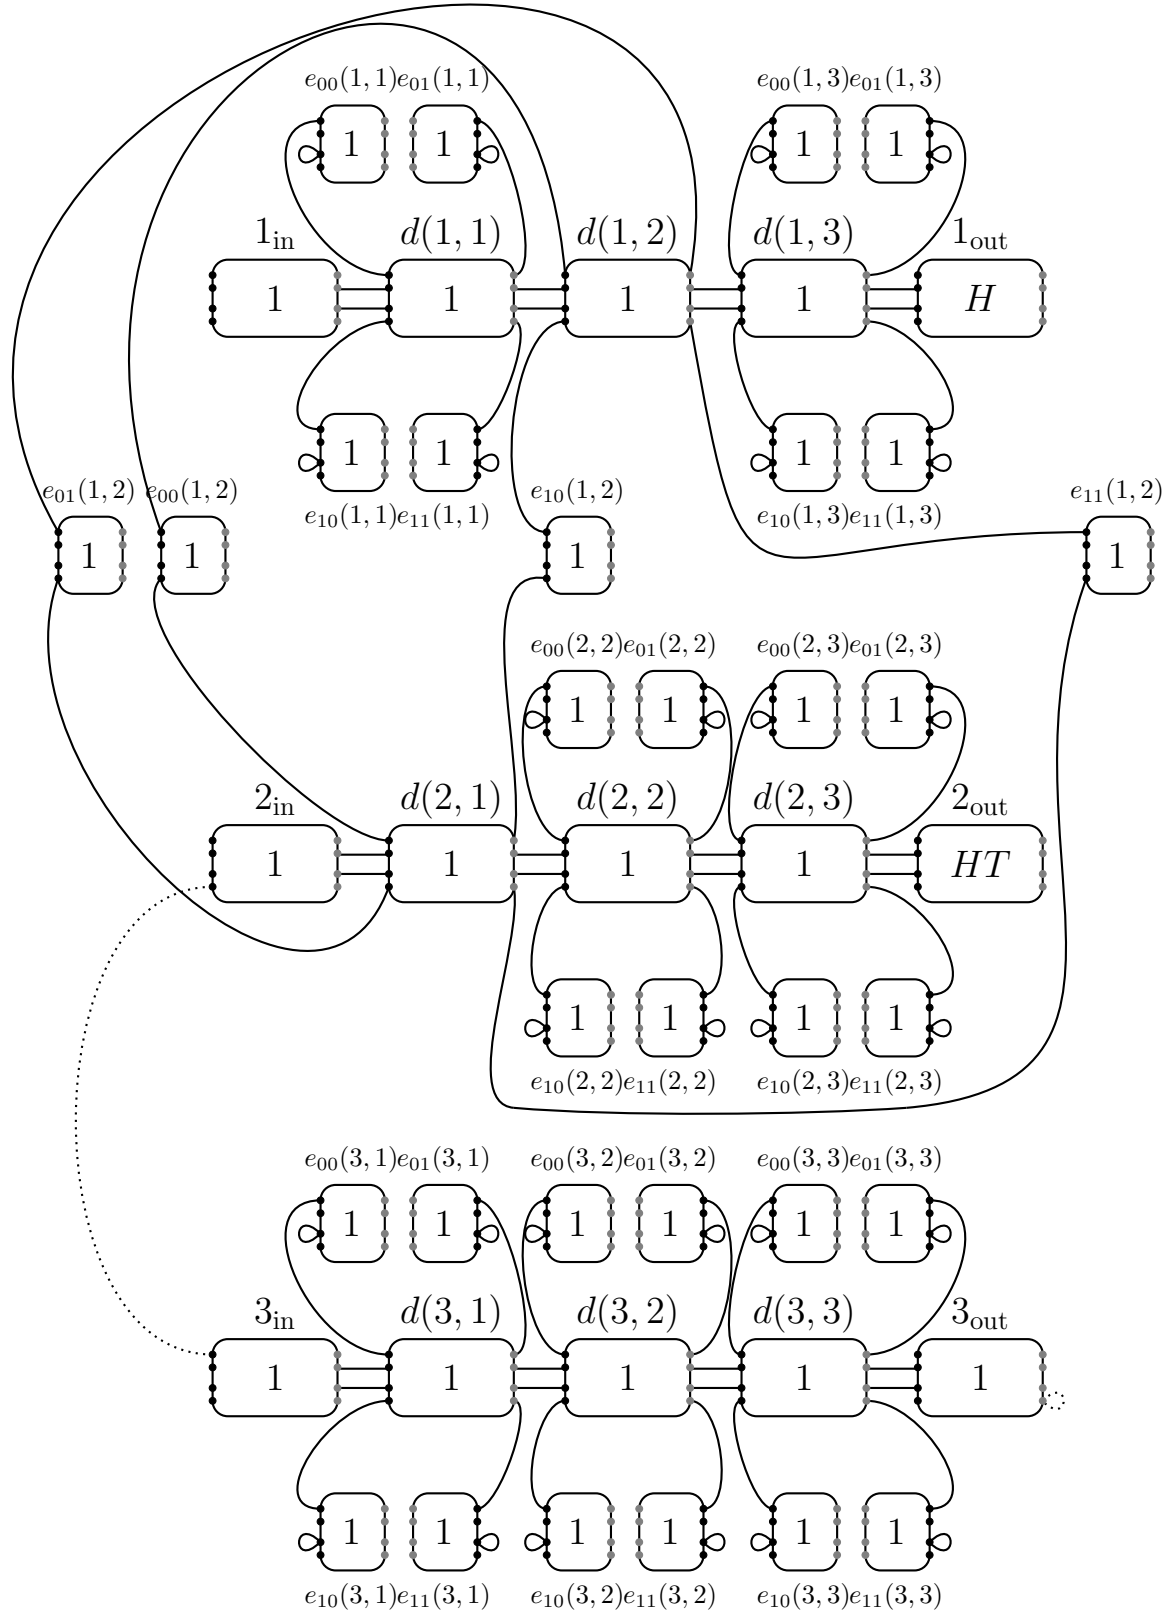 e₀₀(1, 1)e₀₁(1, 1) e₀₀(1, 3)e₀₁(1, 3)
1 1 1 1
1ᵢₙ d(1, 1) d(1, 2) d(1, 3) 1ₒᵤₜ
1 1 1 1 H
1 1 1 1
e₁₀(1, 1)e₁₁(1, 1) e₁₀(1, 3)e₁₁(1, 3)
e₀₁(1, 2) e₀₀(1, 2) e₁₀(1, 2) e₁₁(1, 2)
1 1 1 1
e₀₀(2, 2)e₀₁(2, 2) e₀₀(2, 3)e₀₁(2, 3)
1 1 1 1
2ᵢₙ d(2, 1) d(2, 2) d(2, 3) 2ₒᵤₜ
1 1 1 1 HT
1 1 1 1
e₁₀(2, 2)e₁₁(2, 2) e₁₀(2, 3)e₁₁(2, 3)
e₀₀(3, 1)e₀₁(3, 1) e₀₀(3, 2)e₀₁(3, 2) e₀₀(3, 3)e₀₁(3, 3)
1 1 1 1 1 1
3ᵢₙ d(3, 1) d(3, 2) d(3, 3) 3ₒᵤₜ
1 1 1 1 1
1 1 1 1 1 1
e₁₀(3, 1)e₁₁(3, 1) e₁₀(3, 2)e₁₁(3, 2) e₁₀(3, 3)e₁₁(3, 3)